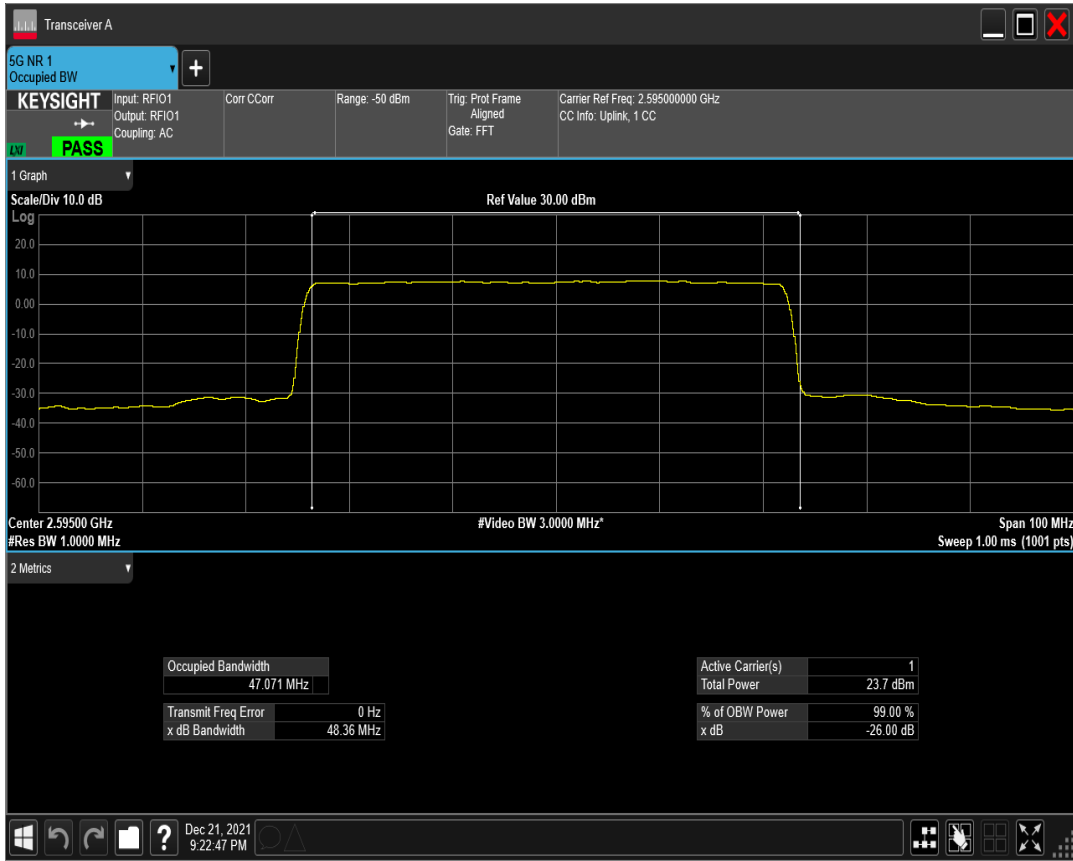 Transceiver A
5G NR 1
Occupied BW
KEYSIGHT
Input: RFIO1
Output: RFIO1
Coupling: AC
Corr CCorr
Range: -50 dBm
Trig: Prot Frame
Aligned
Gate: FFT
Carrier Ref Freq: 2.595000000 GHz
CC Info: Uplink, 1 CC
LXI
PASS
1 Graph
Scale/Div 10.0 dB
Ref Value 30.00 dBm
Log
20.0
10.0
0.00
-10.0
-20.0
-30.0
-40.0
-50.0
-60.0
Center 2.59500 GHz
#Video BW 3.0000 MHz*
Span 100 MHz
#Res BW 1.0000 MHz
Sweep 1.00 ms (1001 pts)
2 Metrics
Occupied Bandwidth
47.071 MHz
Transmit Freq Error 0 Hz
x dB Bandwidth 48.36 MHz
Active Carrier(s) 1
Total Power 23.7 dBm
% of OBW Power 99.00 %
x dB -26.00 dB
Dec 21, 2021
9:22:47 PM